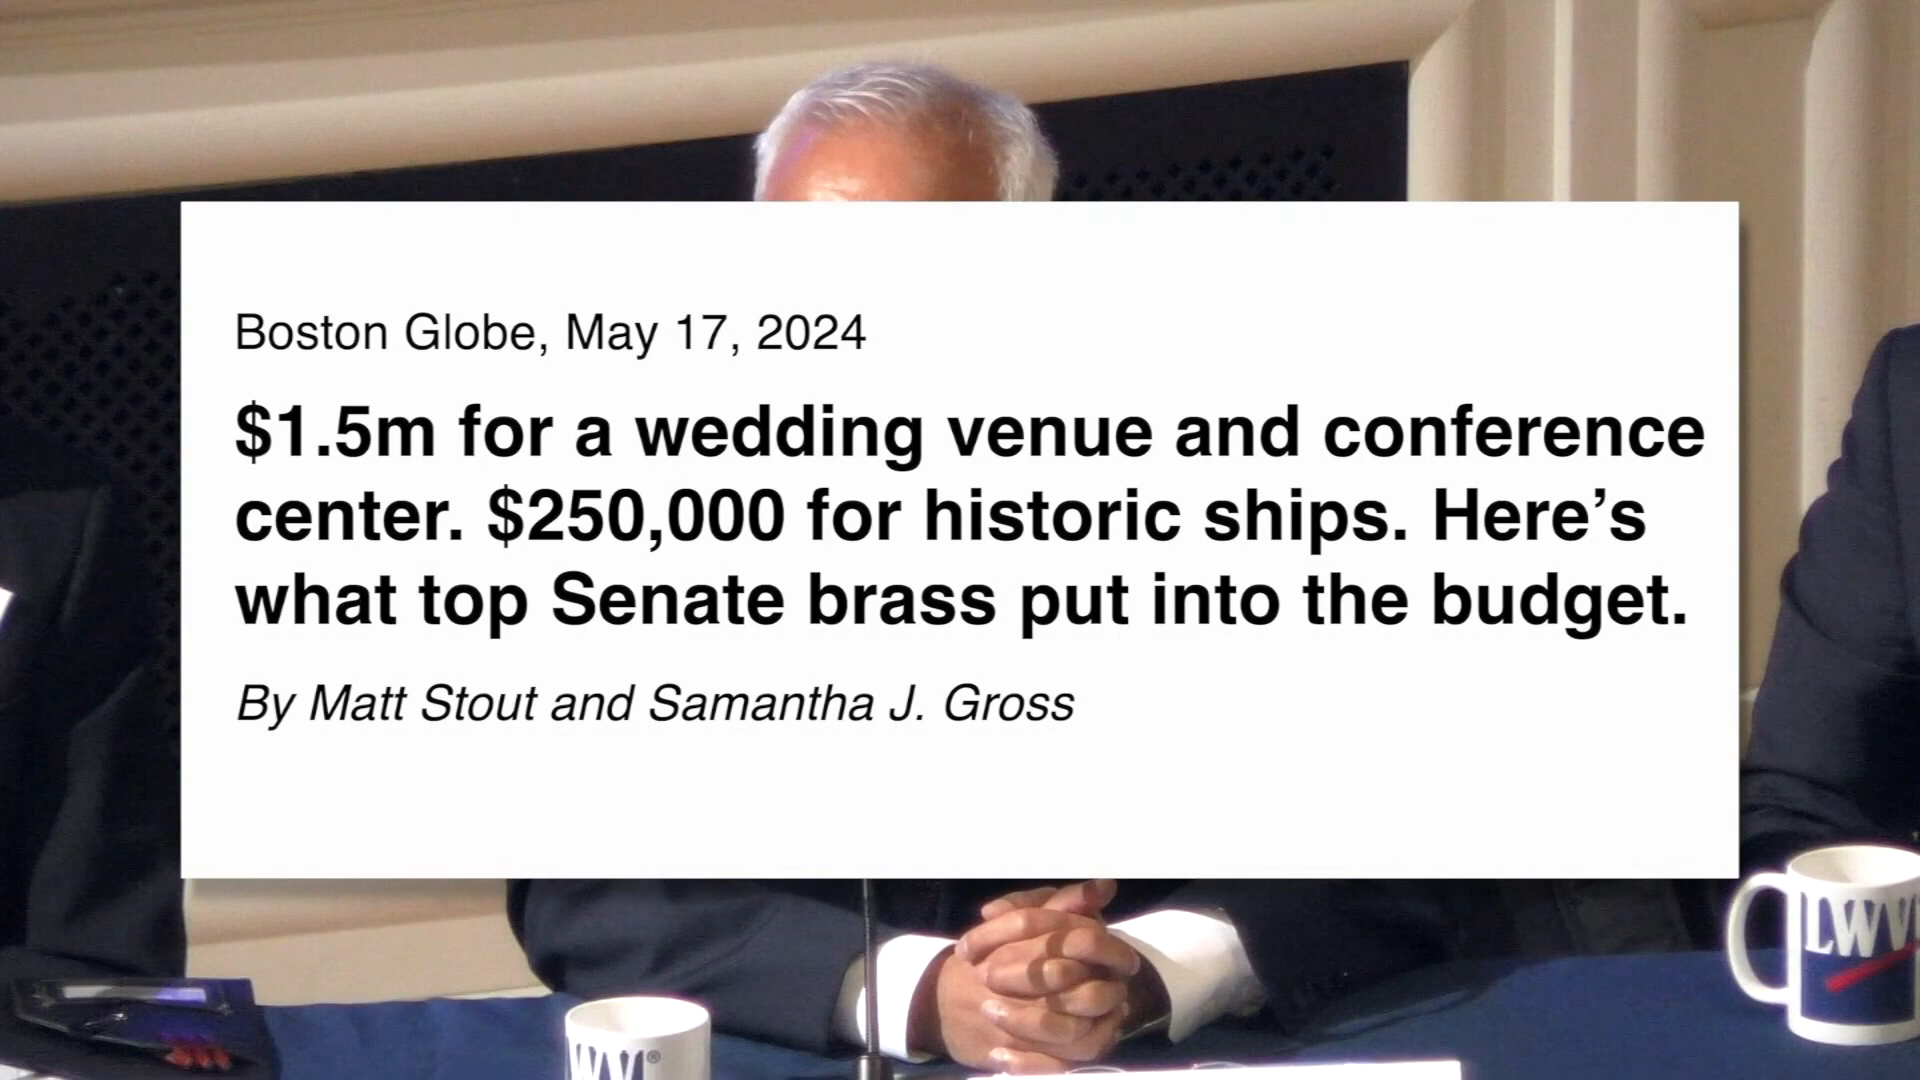 Boston Globe, May 17, 2024
$1.5m for a wedding venue and conference
center. $250,000 for historic ships. Here’s
what top Senate brass put into the budget.
By Matt Stout and Samantha J. Gross
LWV
LWV®